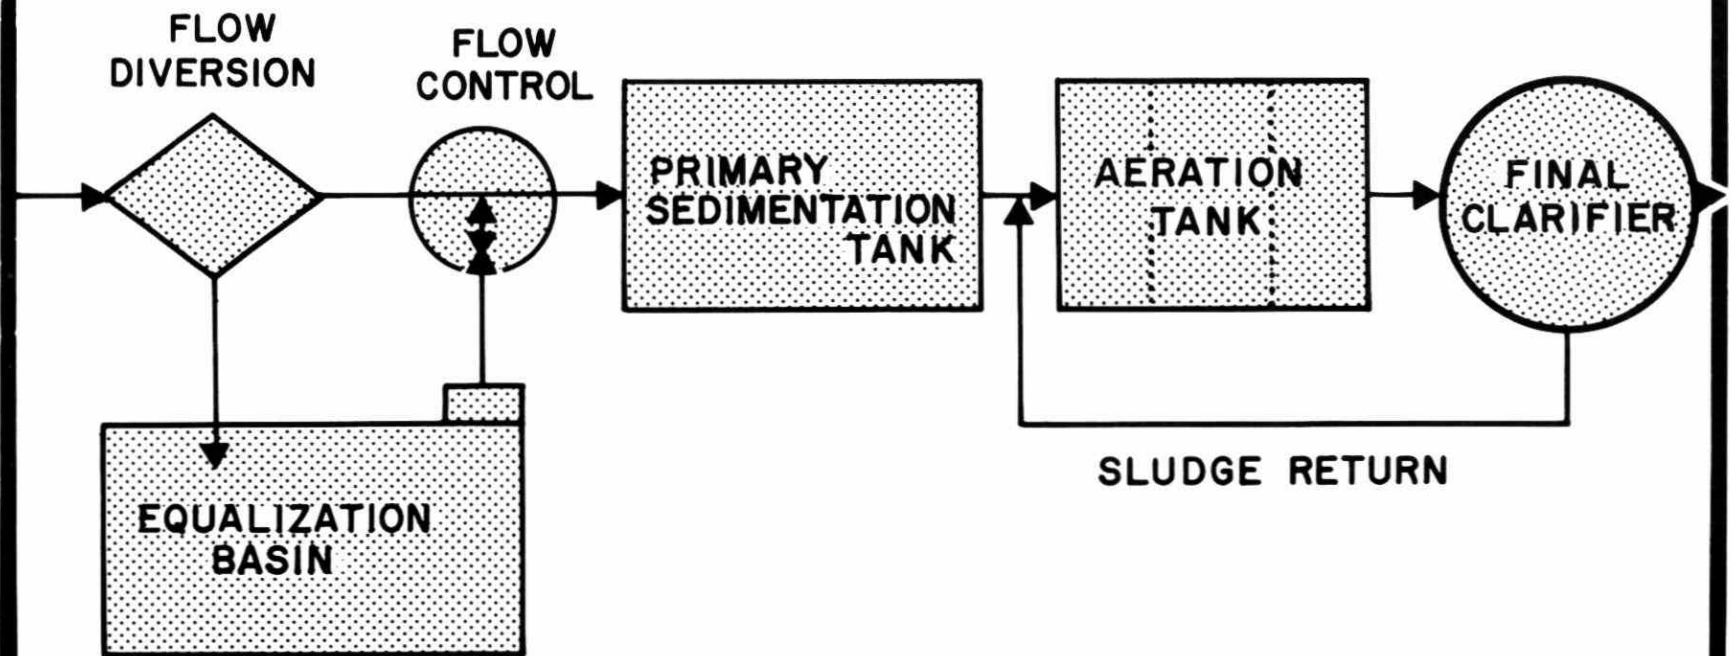 FLOW
DIVERSION
FLOW
CONTROL
PRIMARY
SEDIMENTATION
TANK
AERATION
TANK
FINAL
CLARIFIER
SLUDGE RETURN
EQUALIZATION
BASIN